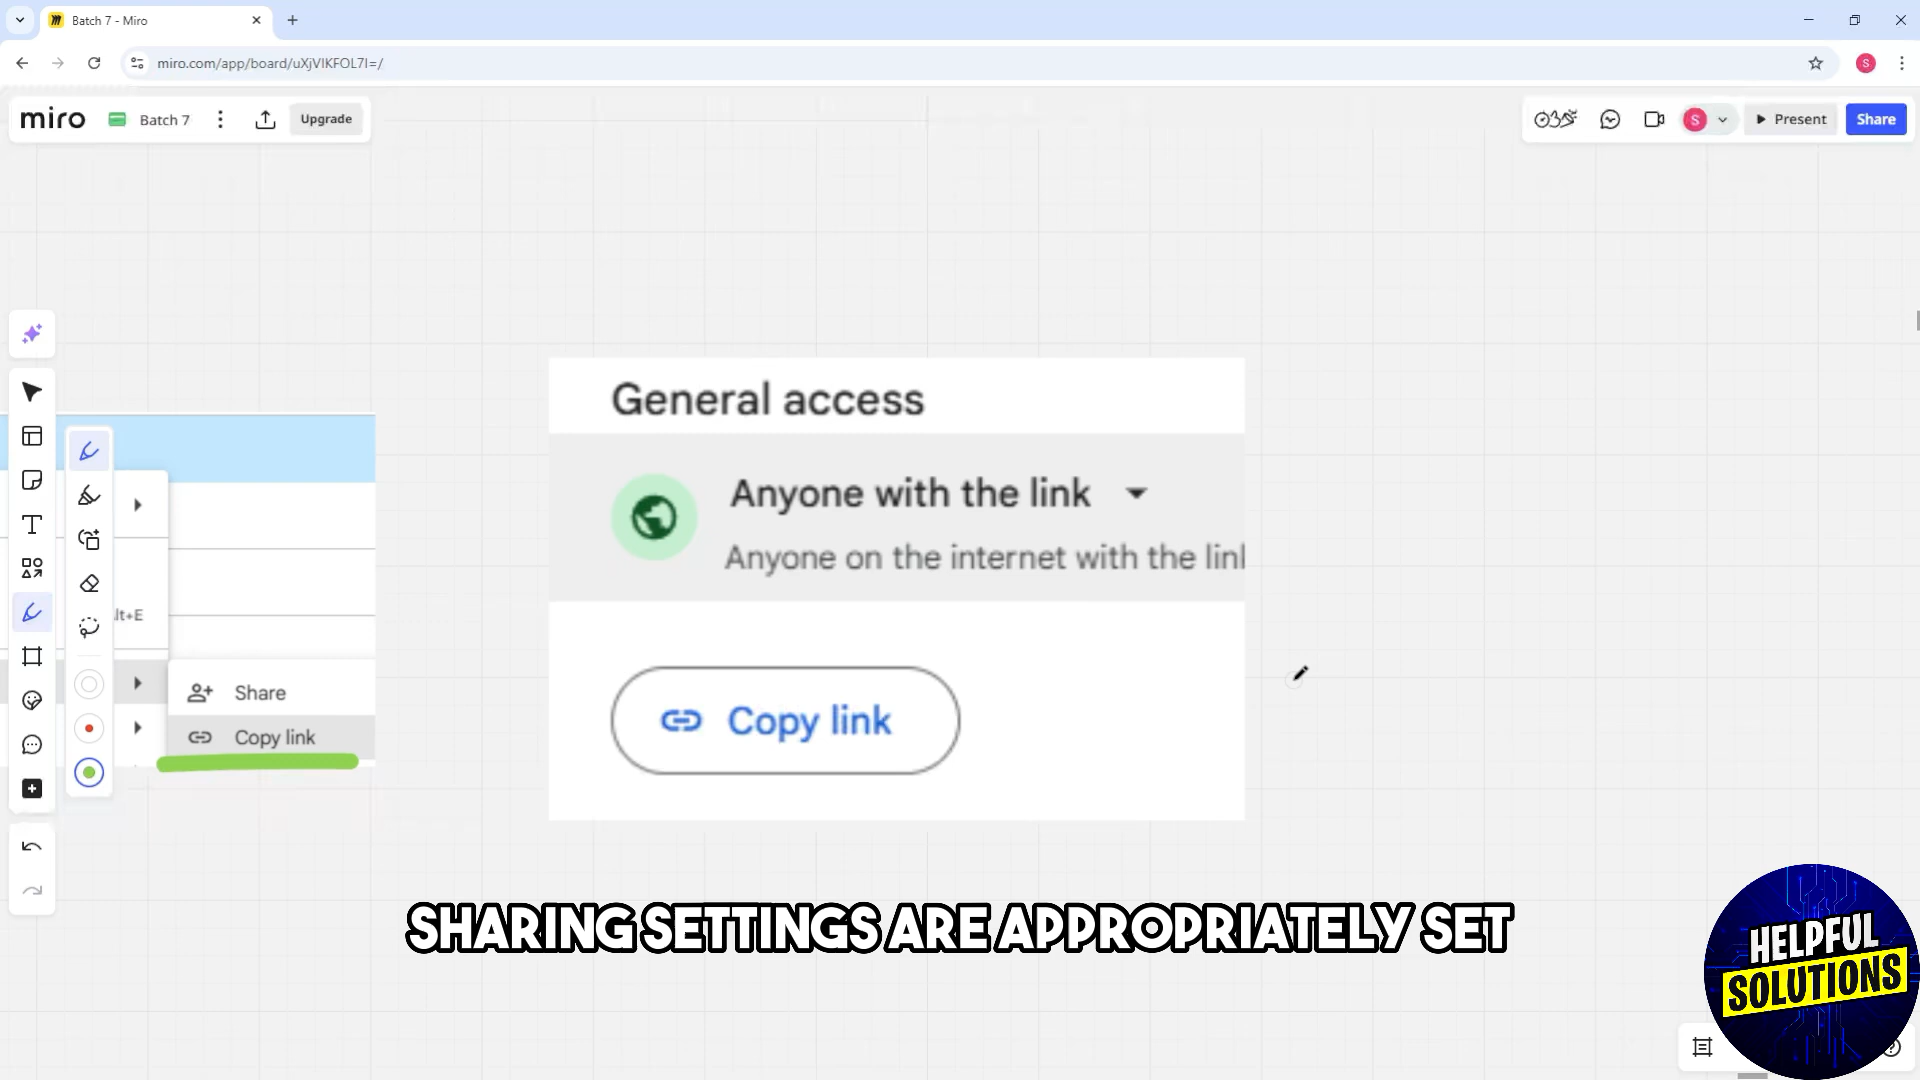 Batch 7 - Miro
miro.com/app/board/uXjVIKFOL7I=/
miro
Batch 7
Upgrade
S
Present
Share
S
General access
Anyone with the link
Anyone on the internet with the link
lt+E
Share
Copy link
Copy link
SHARING SETTINGS ARE APPROPRIATELY SET
HELPFUL
SOLUTIONS